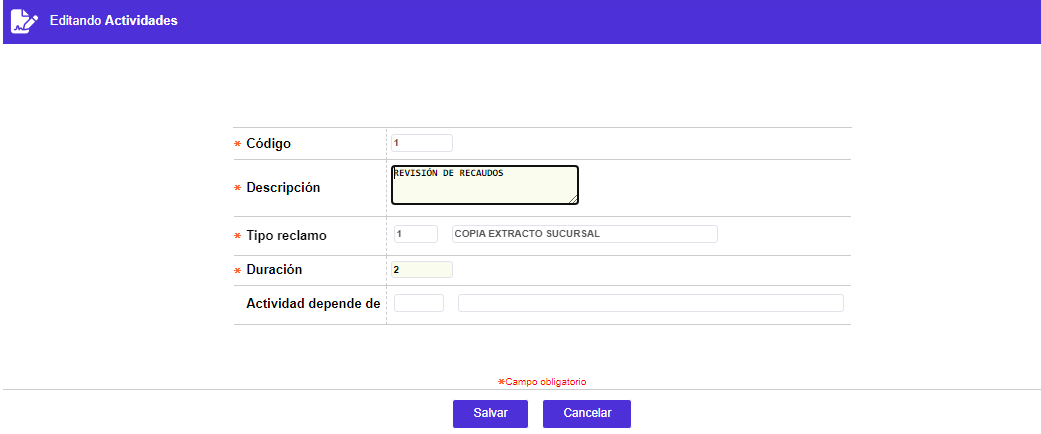 Editando Actividades
* Código 1
* Descripción REVISIÓN DE RECAUDOS
* Tipo reclamo 1 COPIA EXTRACTO SUCURSAL
* Duración 2
Actividad depende de
*Campo obligatorio
Salvar Cancelar